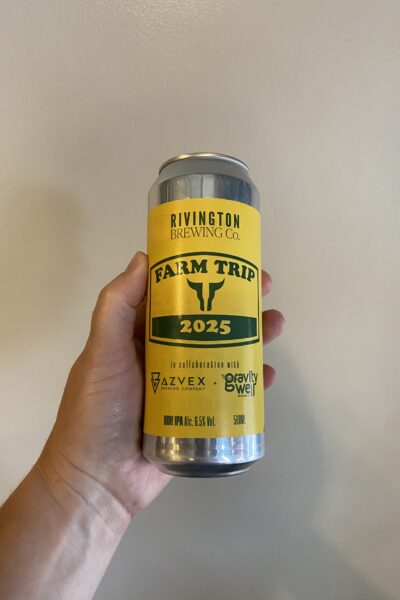 RIVINGTON
BREWING Co.
FARM TRIP
2025
in collaboration with
AZVEX · gravity
BREWING COMPANY well
DDH IPA Alc. 6.5% Vol. 500ML